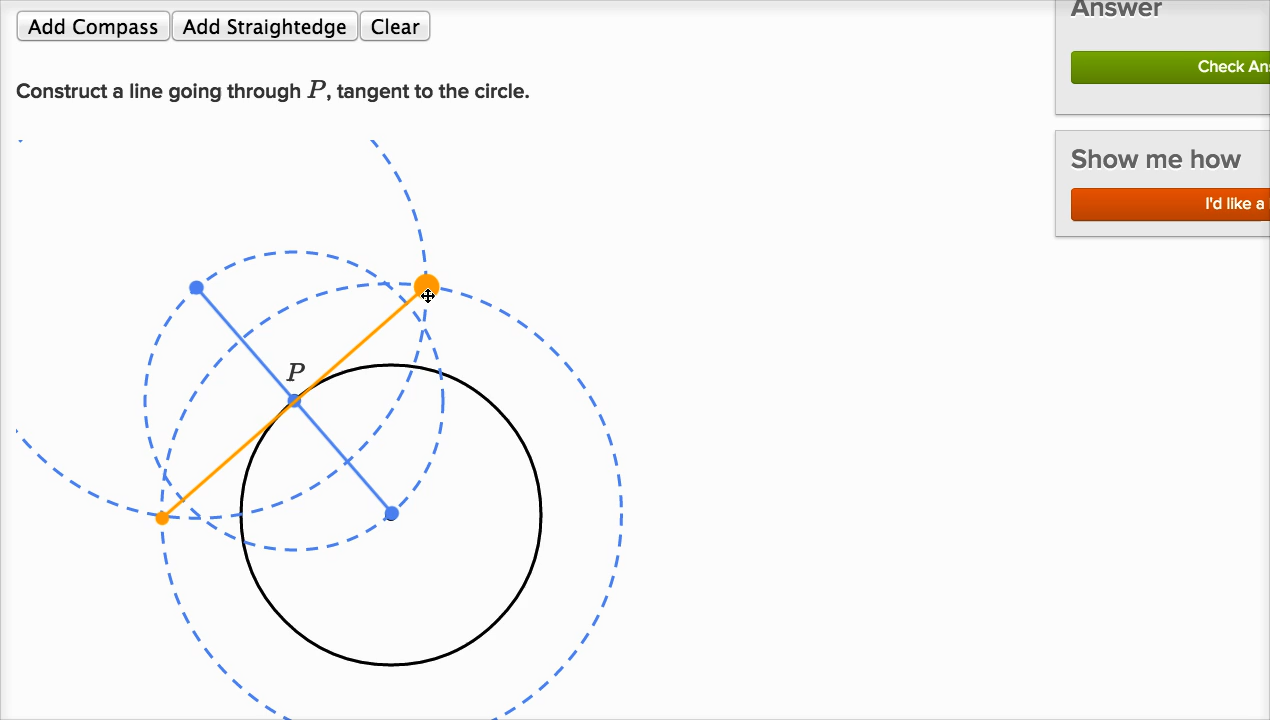 Add Compass Add Straightedge Clear
Construct a line going through P, tangent to the circle.
P
Answer
Check An
Show me how
I'd like a